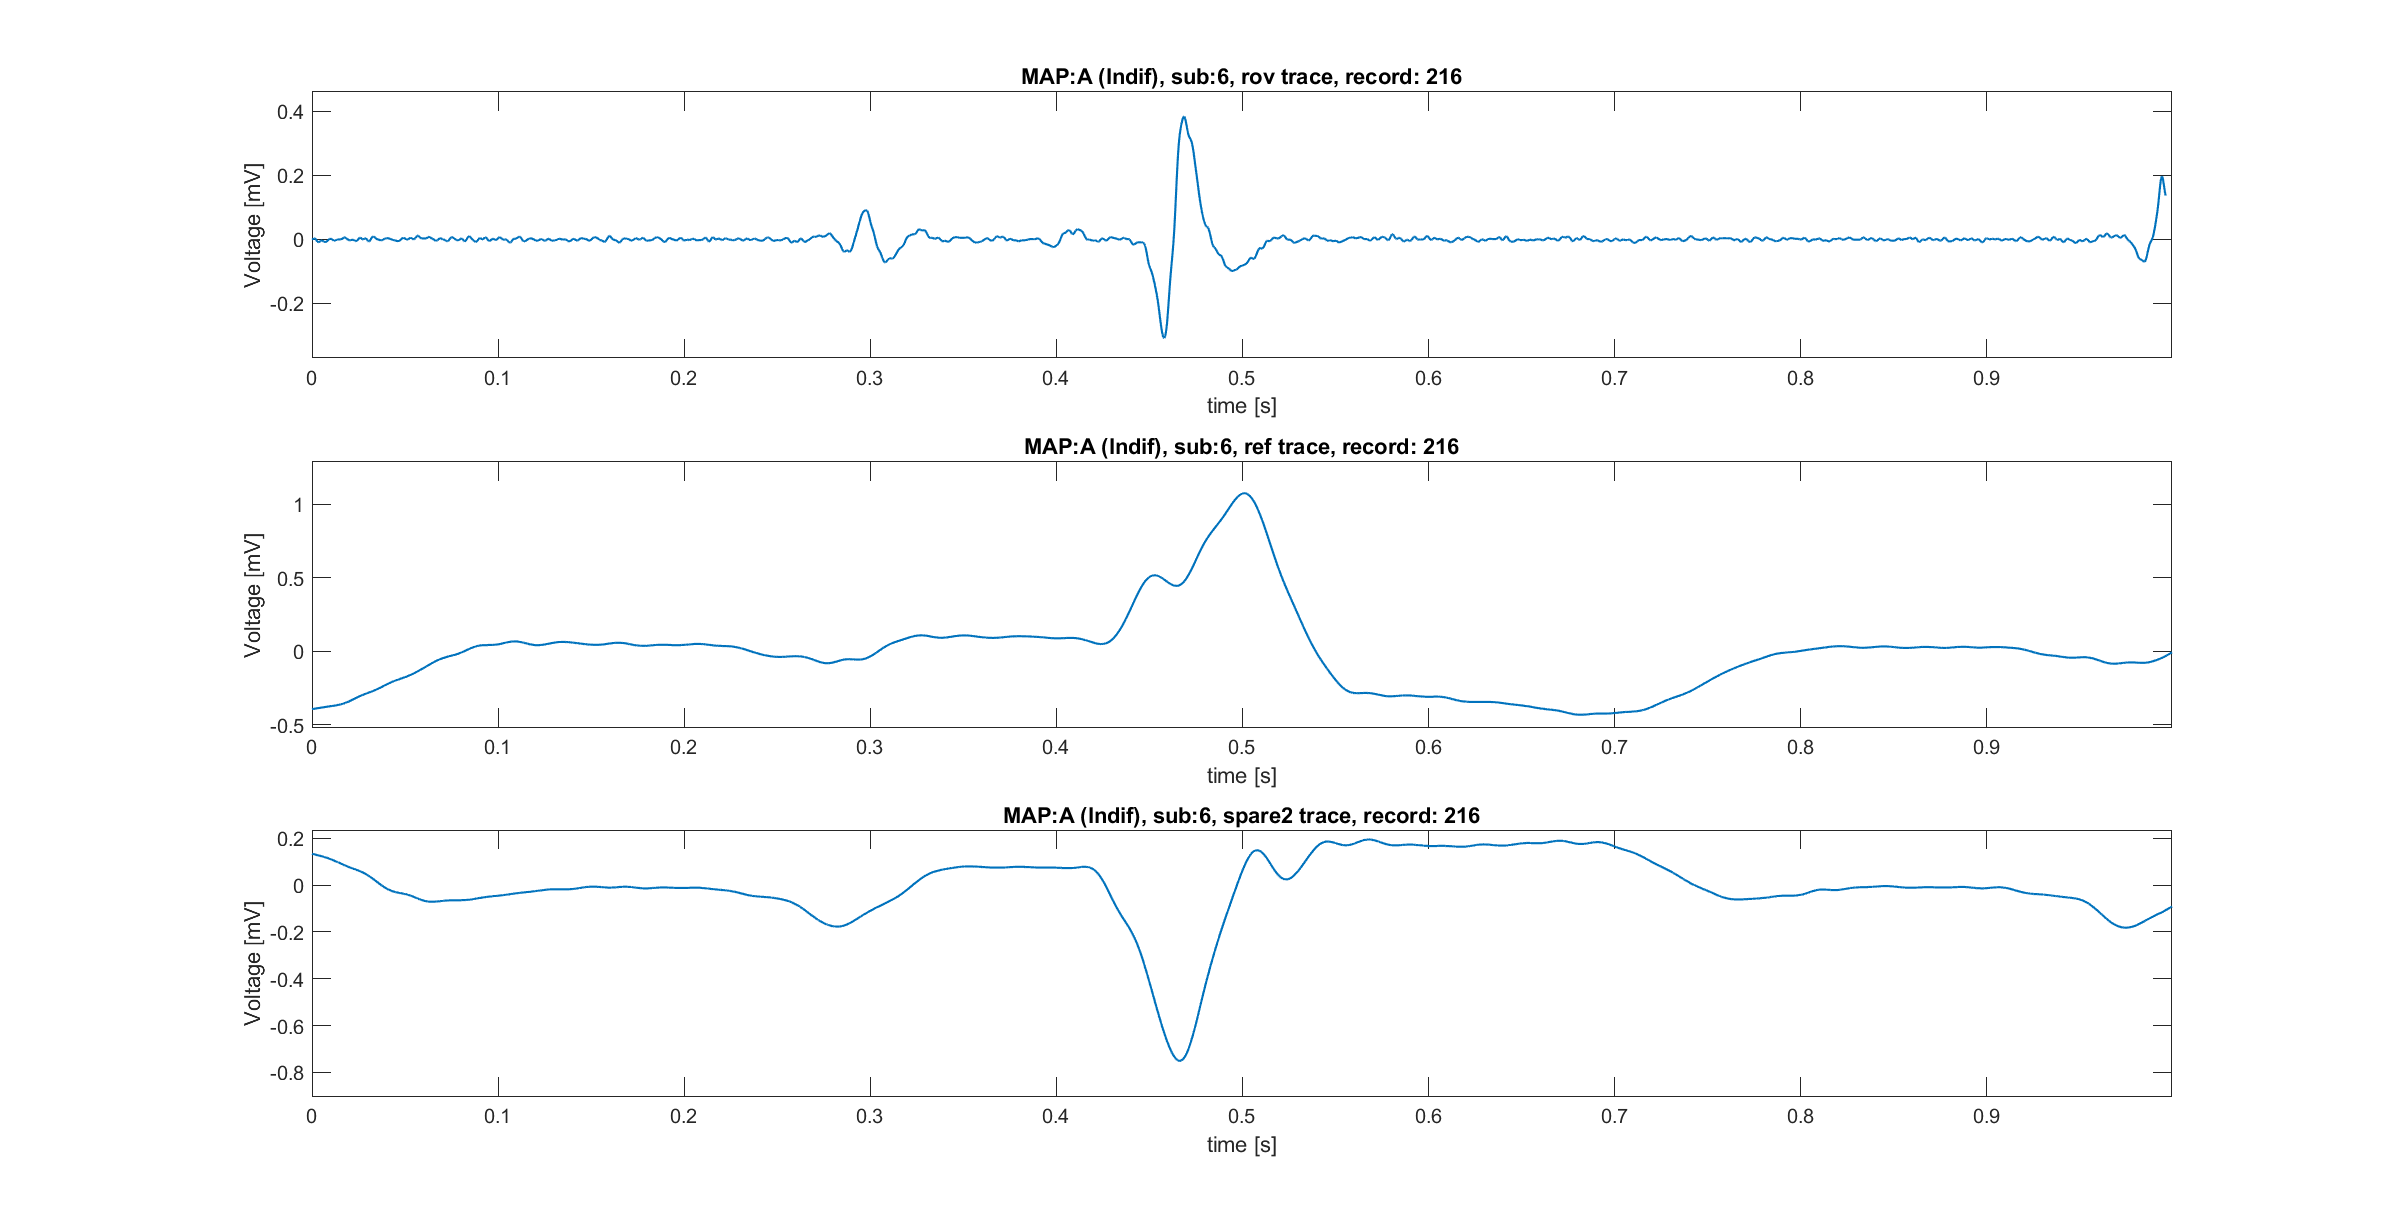 MAP:A (Indif), sub:6, rov trace, record: 216
Voltage [mV]
0.4
0.2
0
-0.2
0 0.1 0.2 0.3 0.4 0.5 0.6 0.7 0.8 0.9
time [s]
MAP:A (Indif), sub:6, ref trace, record: 216
Voltage [mV]
1
0.5
0
-0.5
0 0.1 0.2 0.3 0.4 0.5 0.6 0.7 0.8 0.9
time [s]
MAP:A (Indif), sub:6, spare2 trace, record: 216
Voltage [mV]
0.2
0
-0.2
-0.4
-0.6
-0.8
0 0.1 0.2 0.3 0.4 0.5 0.6 0.7 0.8 0.9
time [s]